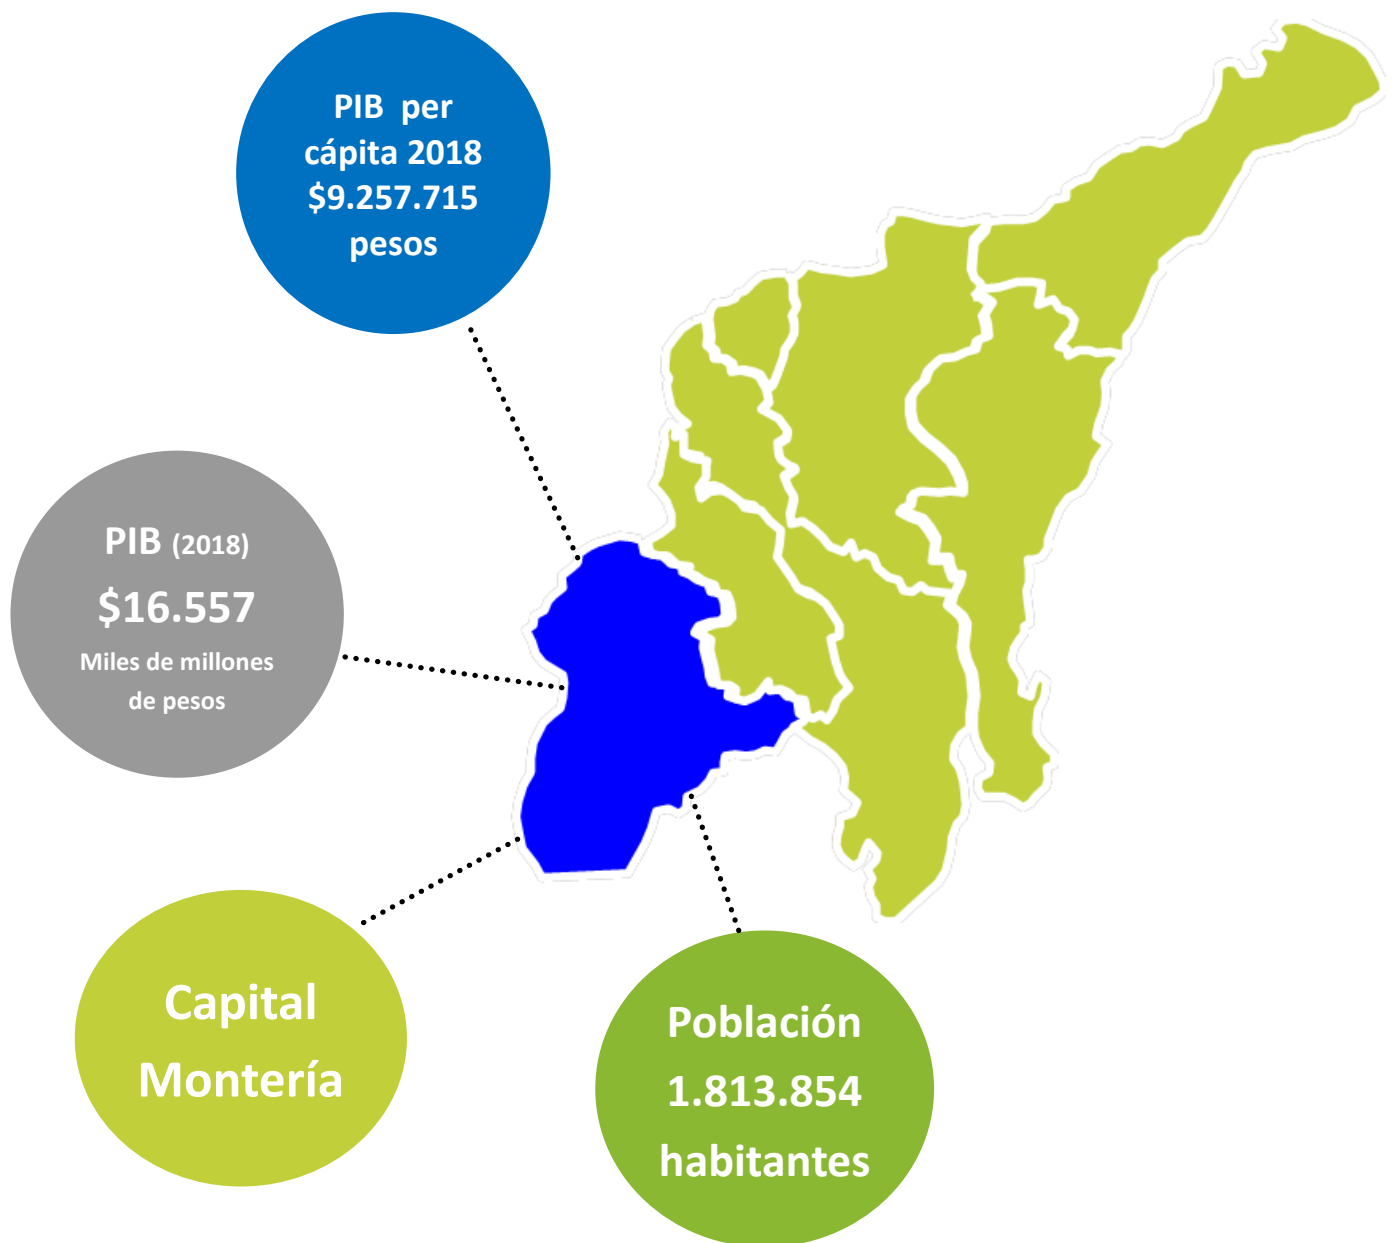 PIB per
cápita 2018
$9.257.715
pesos
PIB (2018)
$16.557
Miles de millones
de pesos
Capital
Montería
Población
1.813.854
habitantes